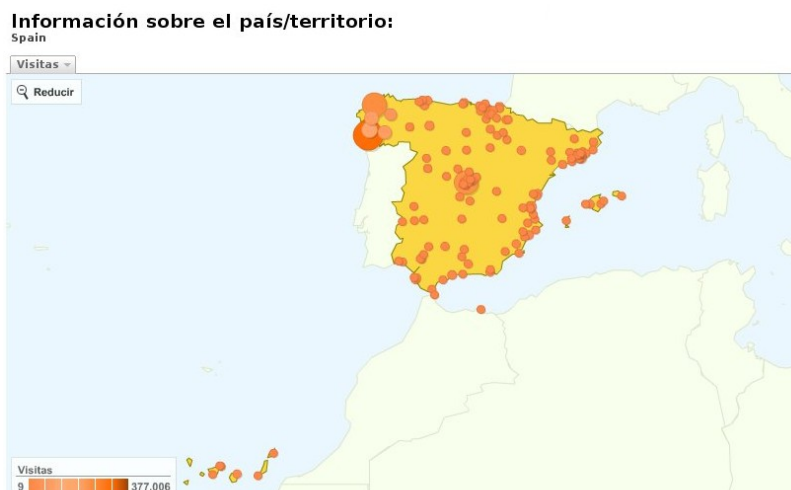 Información sobre el país/territorio:
Spain
Visitas
Reducir
Visitas
9 377.006